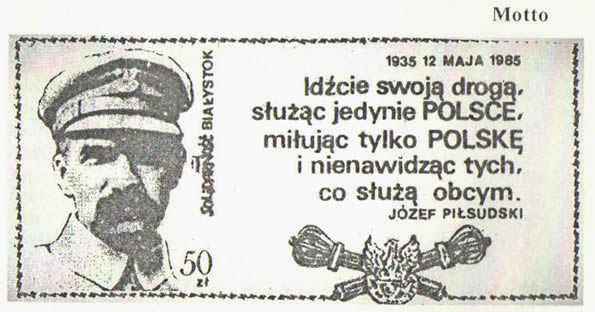 Motto
1935 12 MAJA 1985
Idźcie swoją drogą,
służąc jedynie POLSCE,
miłując tylko POLSKĘ
i nienawidząc tych,
co służą obcym.
JÓZEF PIŁSUDSKI
SOLIDARNOŚĆ BIAŁYSTOK
50
zł